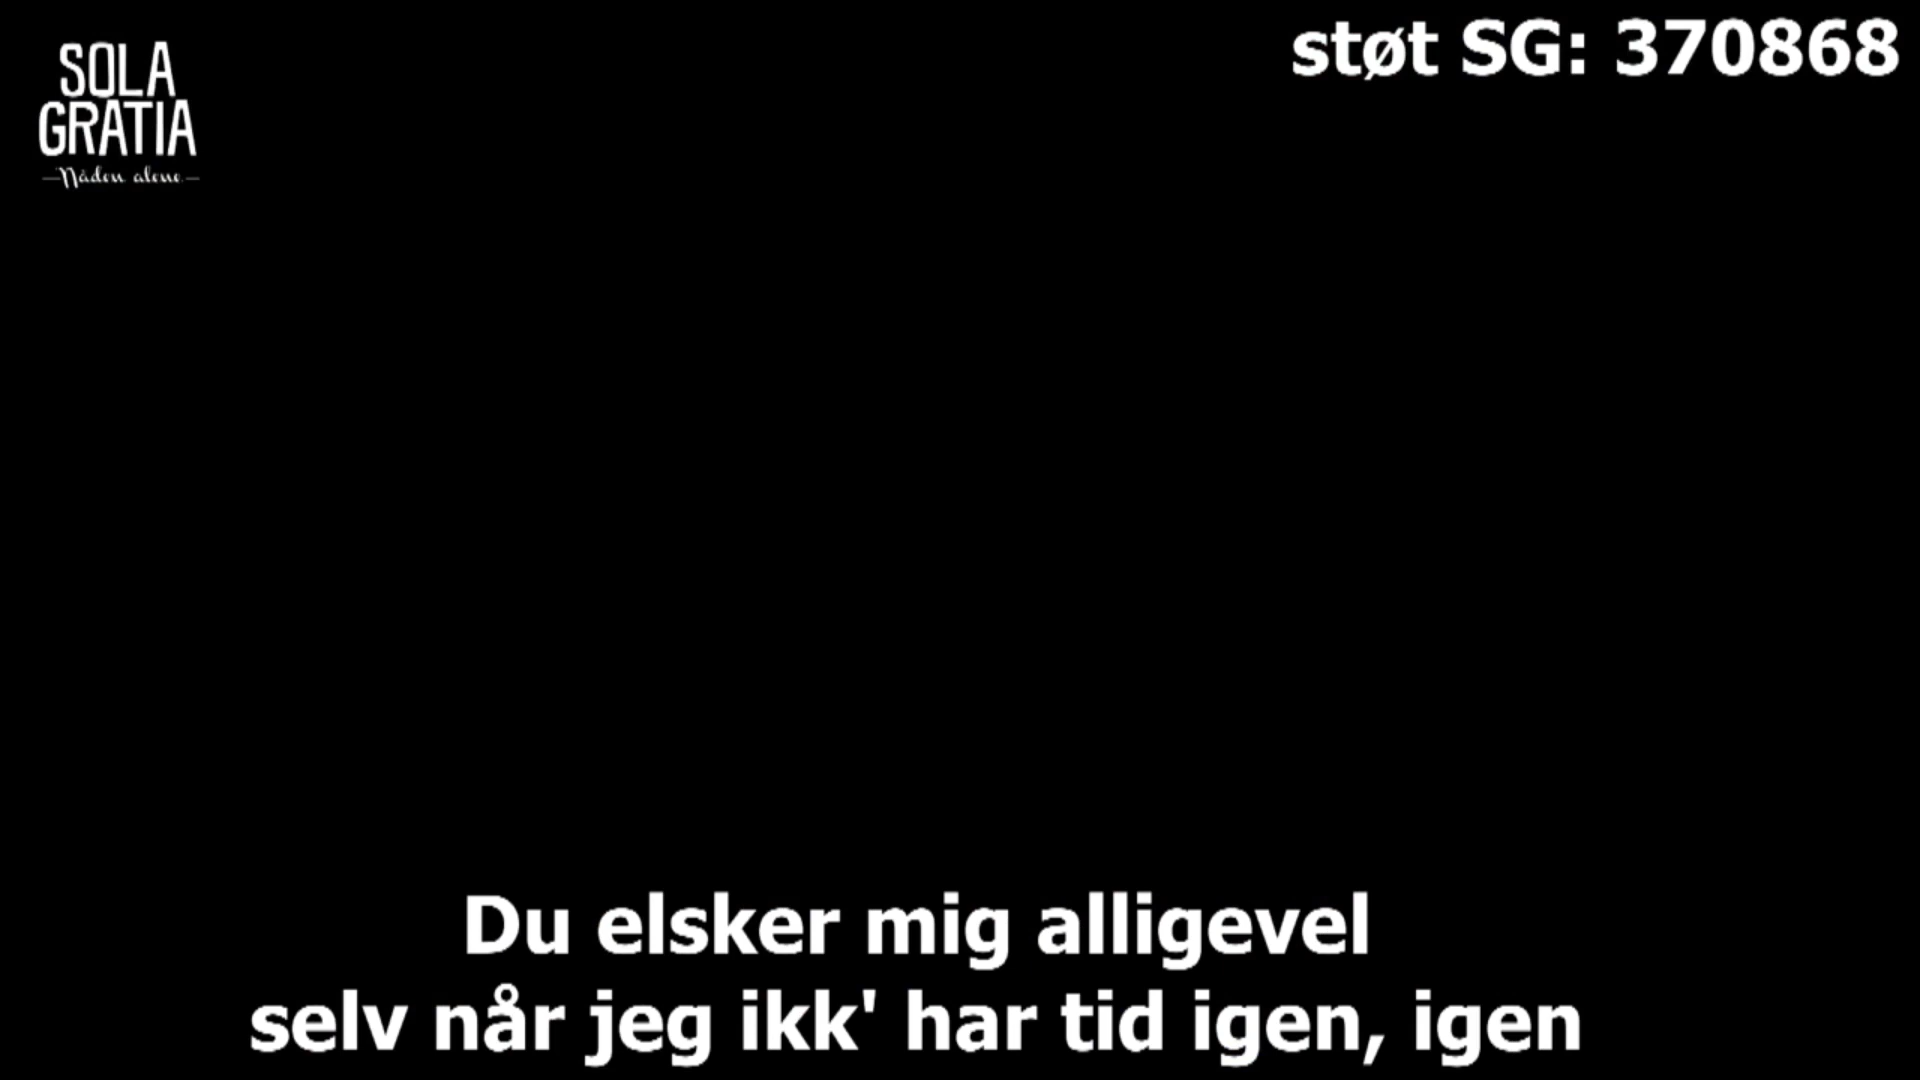 SOLA
GRATIA
Nåden alene
støt SG: 370868
Du elsker mig alligevel
selv når jeg ikk' har tid igen, igen